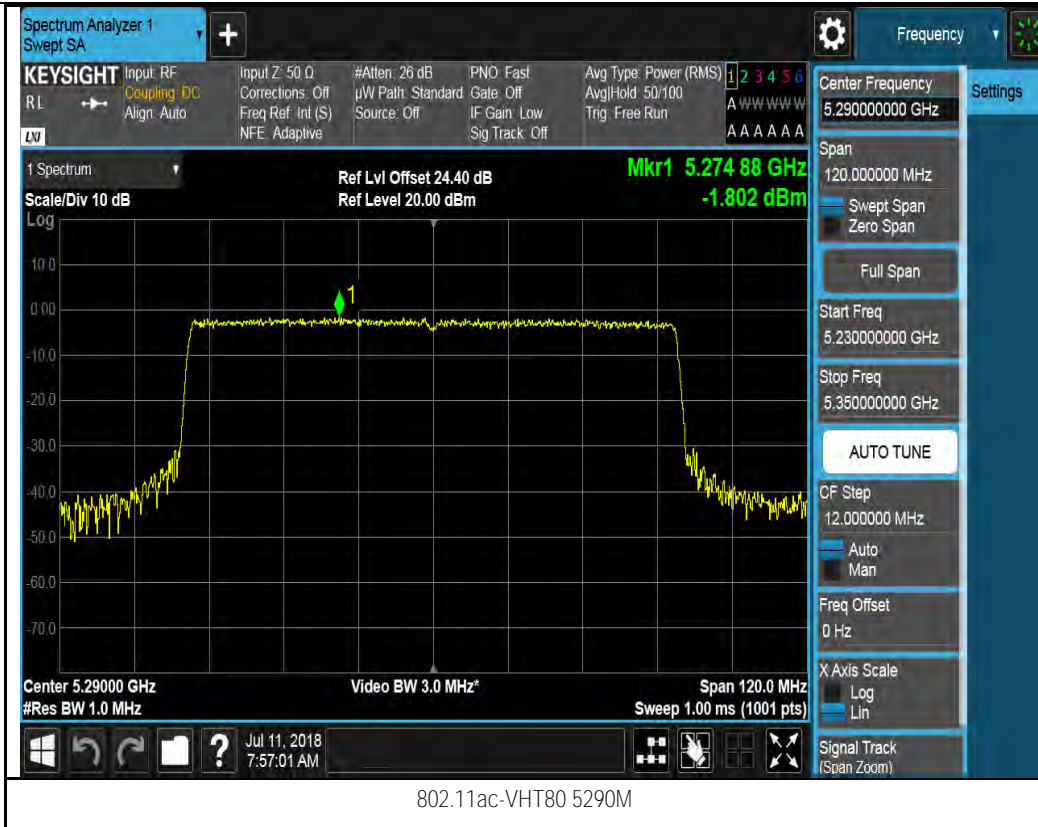 Spectrum Analyzer 1
Swept SA
Frequency
KEYSIGHT
RL
LXI
Input: RF
Coupling: DC
Align: Auto
Input Z: 50 Ω
Corrections: Off
Freq Ref: Int (S)
NFE: Adaptive
#Atten: 26 dB
µW Path: Standard
Source: Off
PNO: Fast
Gate: Off
IF Gain: Low
Sig Track: Off
Avg Type: Power (RMS)
Avg|Hold: 50/100
Trig: Free Run
1 2 3 4 5 6
A W W W W W
A A A A A A
1 Spectrum
Scale/Div 10 dB
Ref Lvl Offset 24.40 dB
Ref Level 20.00 dBm
Mkr1 5.274 88 GHz
-1.802 dBm
Log
10.0
0.00
-10.0
-20.0
-30.0
-40.0
-50.0
-60.0
-70.0
1
Center 5.29000 GHz
#Res BW 1.0 MHz
Video BW 3.0 MHz*
Span 120.0 MHz
Sweep 1.00 ms (1001 pts)
Jul 11, 2018
7:57:01 AM
Center Frequency
5.290000000 GHz
Settings
Span
120.000000 MHz
Swept Span
Zero Span
Full Span
Start Freq
5.230000000 GHz
Stop Freq
5.350000000 GHz
AUTO TUNE
CF Step
12.000000 MHz
Auto
Man
Freq Offset
0 Hz
X Axis Scale
Log
Lin
Signal Track
(Span Zoom)
802.11ac-VHT80 5290M